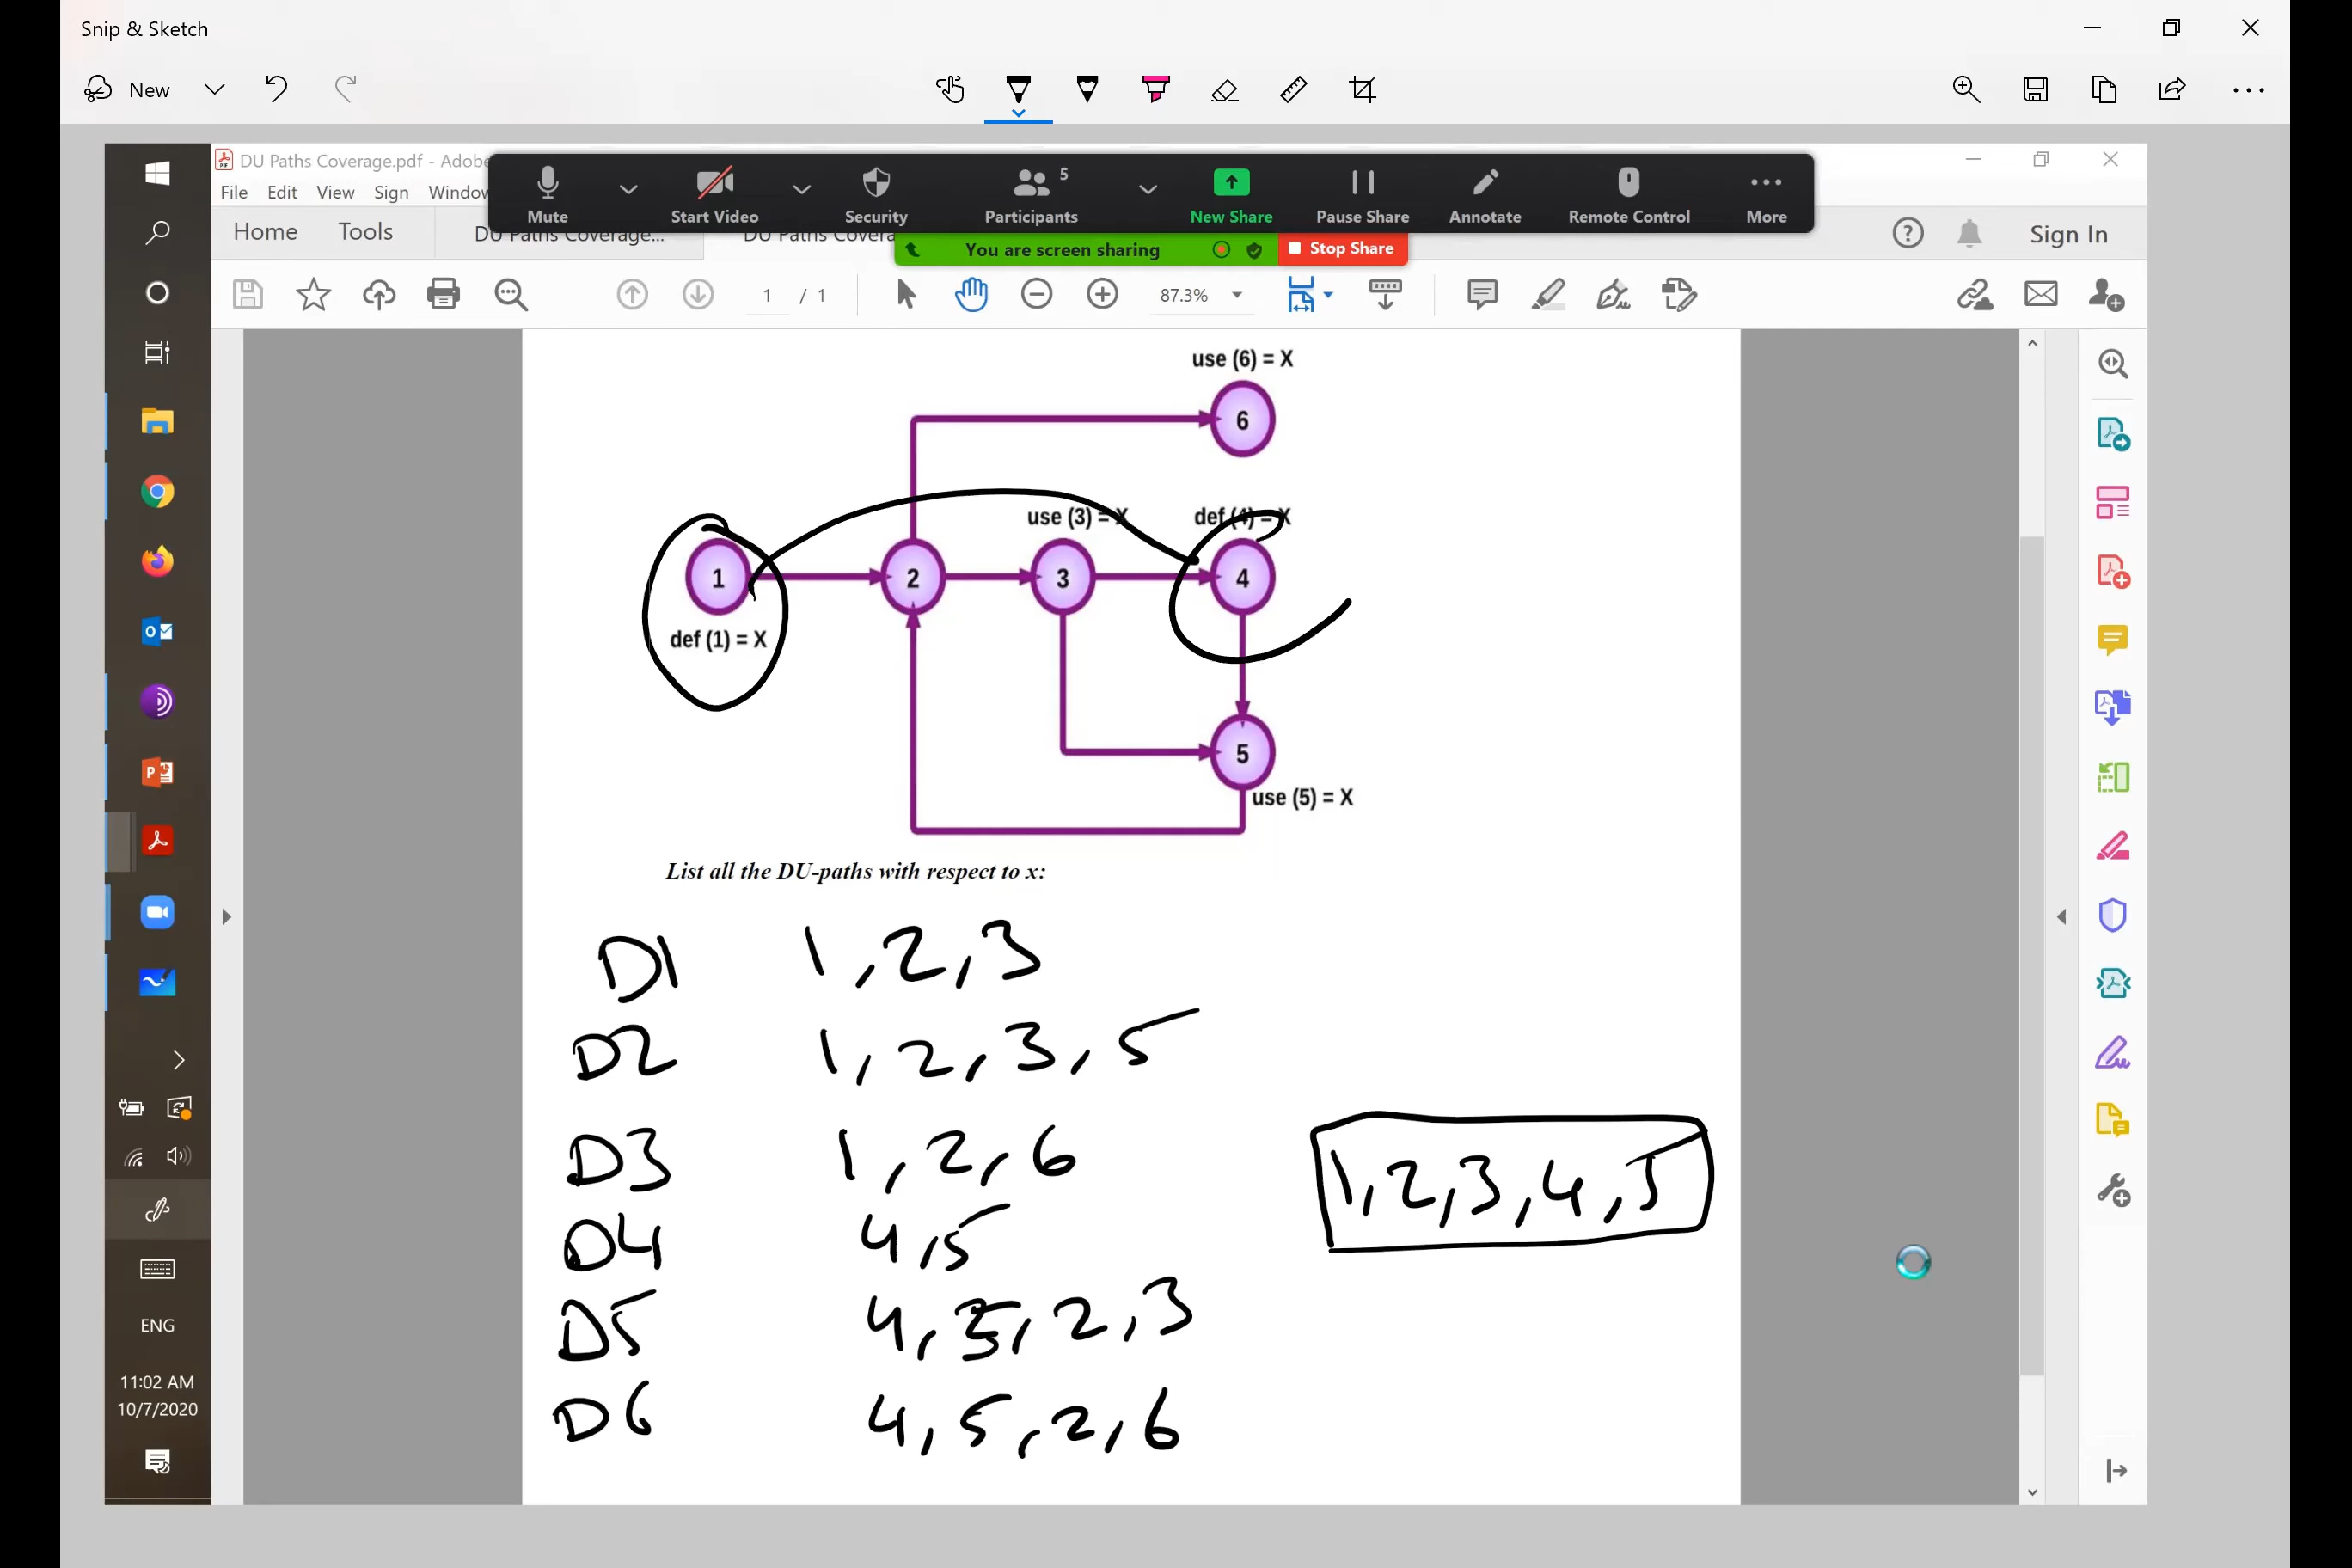 Snip & Sketch
New
DU Paths Coverage.pdf - Adobe
File Edit View Sign Window
Mute Start Video Security Participants 5 New Share Pause Share Annotate Remote Control More
Home Tools DU Paths Coverage... DU Paths Covera
You are screen sharing Stop Share
Sign In
1 / 1 87.3%
use (6) = X
6
use (3) = X def (4) = X
1 2 3 4
def (1) = X
5
use (5) = X
List all the DU-paths with respect to x:
D1 1, 2, 3
D2 1, 2, 3, 5
D3 1, 2, 6
1, 2, 3, 4, 5
D4 4, 5
D5 4, 5, 2, 3
D6 4, 5, 2, 6
ENG
11:02 AM
10/7/2020